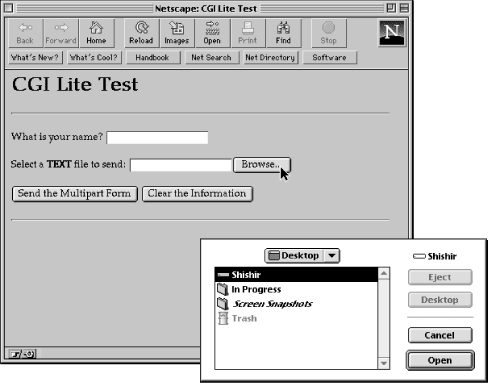 Netscape: CGI Lite Test
Back Forward Home Reload Images Open Print Find Stop
N
What's New? What's Cool? Handbook Net Search Net Directory Software
CGI Lite Test
What is your name?
Select a TEXT file to send: Browse...
Send the Multipart Form Clear the Information
Desktop
Shishir
Shishir
In Progress
Screen Snapshots
Trash
Eject
Desktop
Cancel
Open